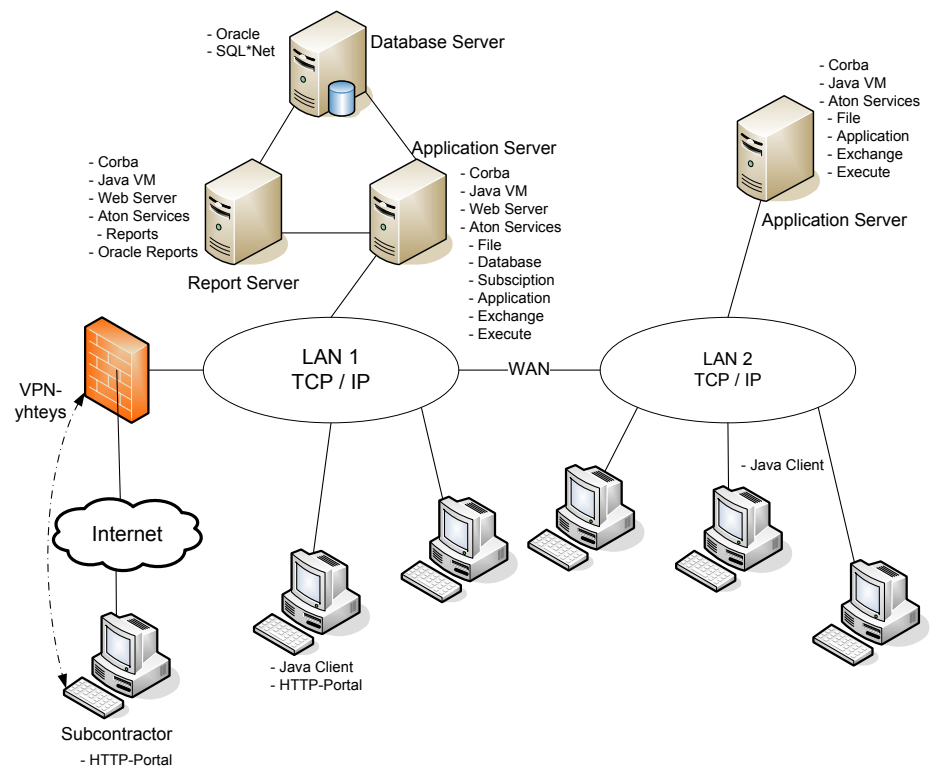 - Oracle
- SQL*Net
Database Server
- Corba
- Java VM
- Web Server
- Aton Services
- Reports
- Oracle Reports
Report Server
Application Server
- Corba
- Java VM
- Web Server
- Aton Services
- File
- Database
- Subsciption
- Application
- Exchange
- Execute
- Corba
- Java VM
- Aton Services
- File
- Application
- Exchange
- Execute
Application Server
LAN 1
TCP / IP
WAN
LAN 2
TCP / IP
VPN-
yhteys
Internet
Subcontractor
- HTTP-Portal
- Java Client
- HTTP-Portal
- Java Client